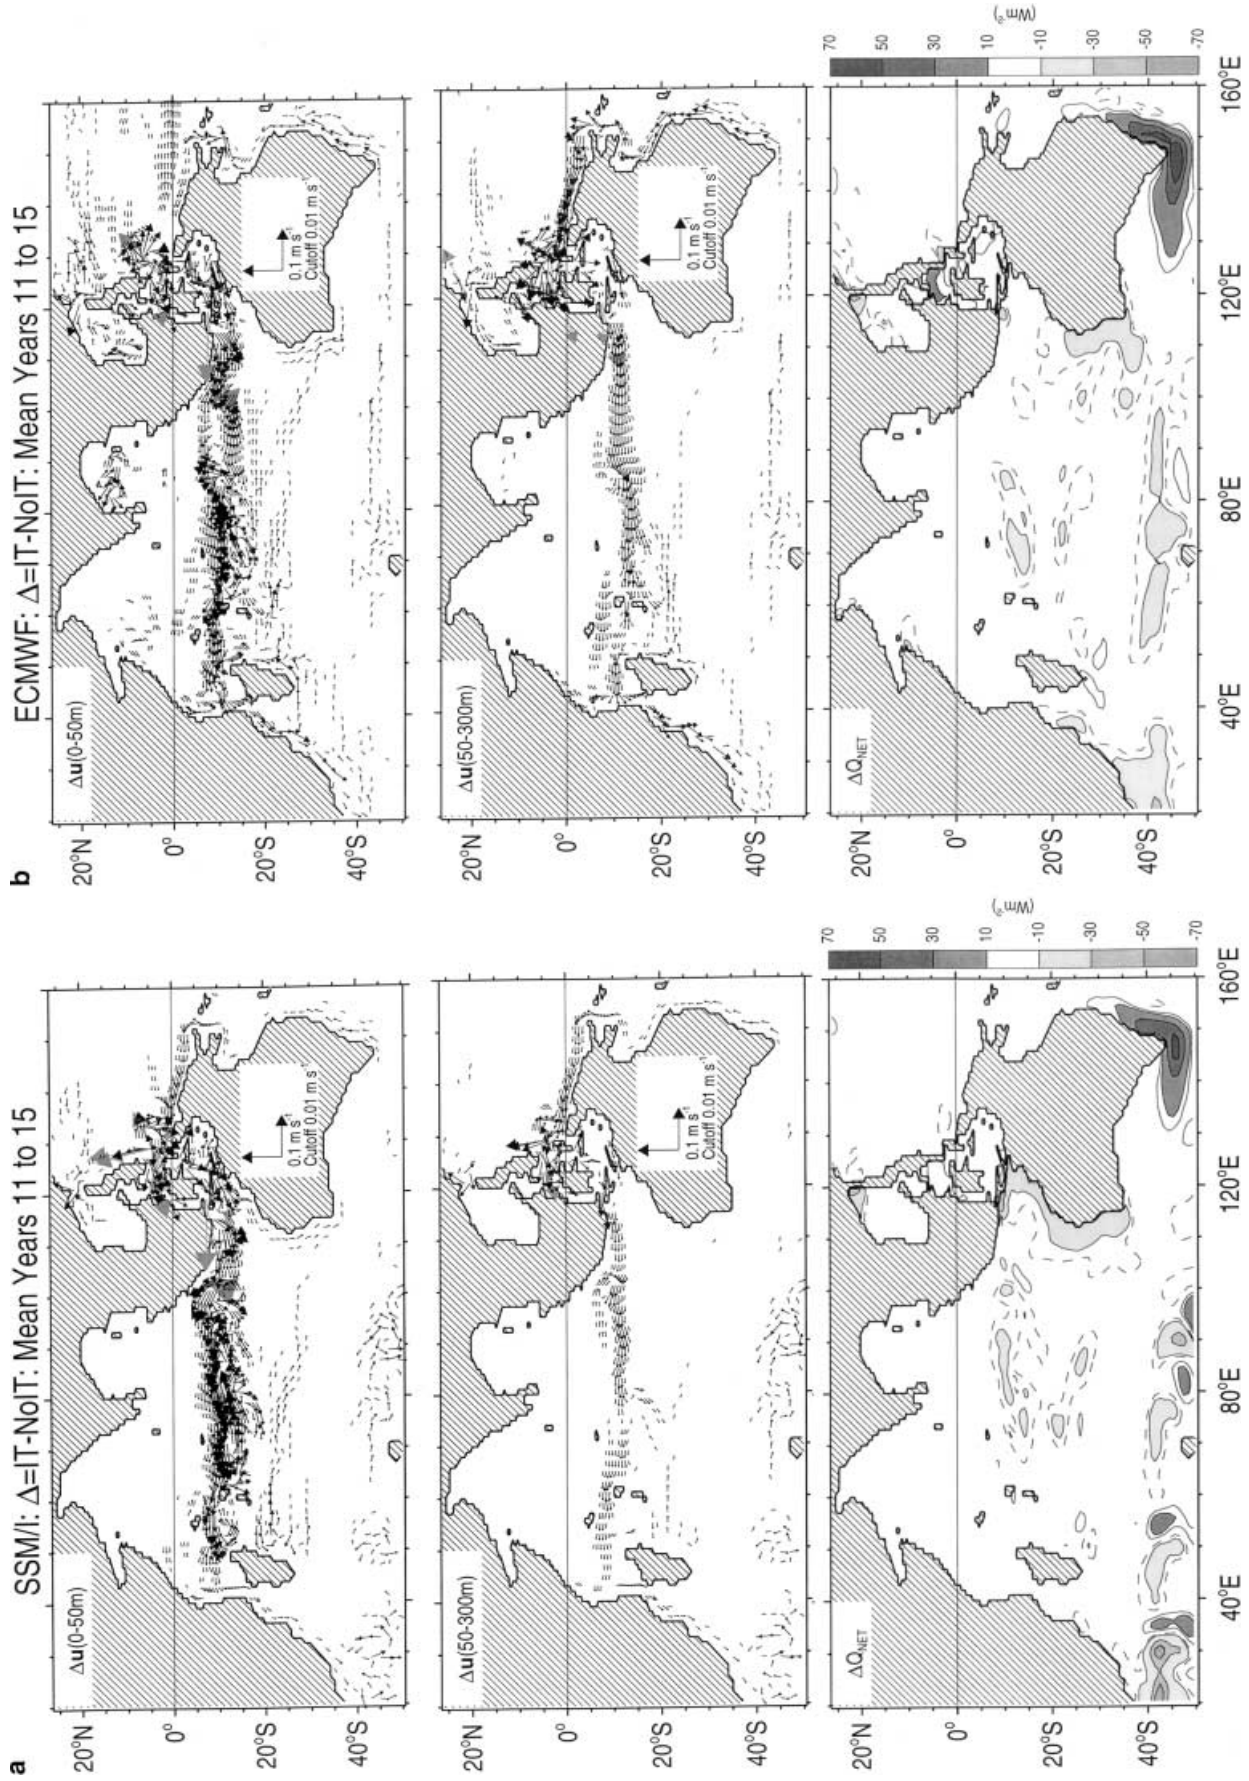 a
SSM/I: Δ=IT-NoIT: Mean Years 11 to 15
Δu(0-50m)
20°N
0°
20°S
40°S
0.1 m s⁻¹
Cutoff 0.01 m s⁻¹
Δu(50-300m)
20°N
0°
20°S
40°S
0.1 m s⁻¹
Cutoff 0.01 m s⁻¹
ΔQNET
20°N
0°
20°S
40°S
40°E
80°E
120°E
160°E
70
50
30
10
-10
-30
-50
-70
(Wm⁻²)
b
ECMWF: Δ=IT-NoIT: Mean Years 11 to 15
Δu(0-50m)
20°N
0°
20°S
40°S
0.1 m s⁻¹
Cutoff 0.01 m s⁻¹
Δu(50-300m)
20°N
0°
20°S
40°S
0.1 m s⁻¹
Cutoff 0.01 m s⁻¹
ΔQNET
20°N
0°
20°S
40°S
40°E
80°E
120°E
160°E
70
50
30
10
-10
-30
-50
-70
(Wm⁻²)